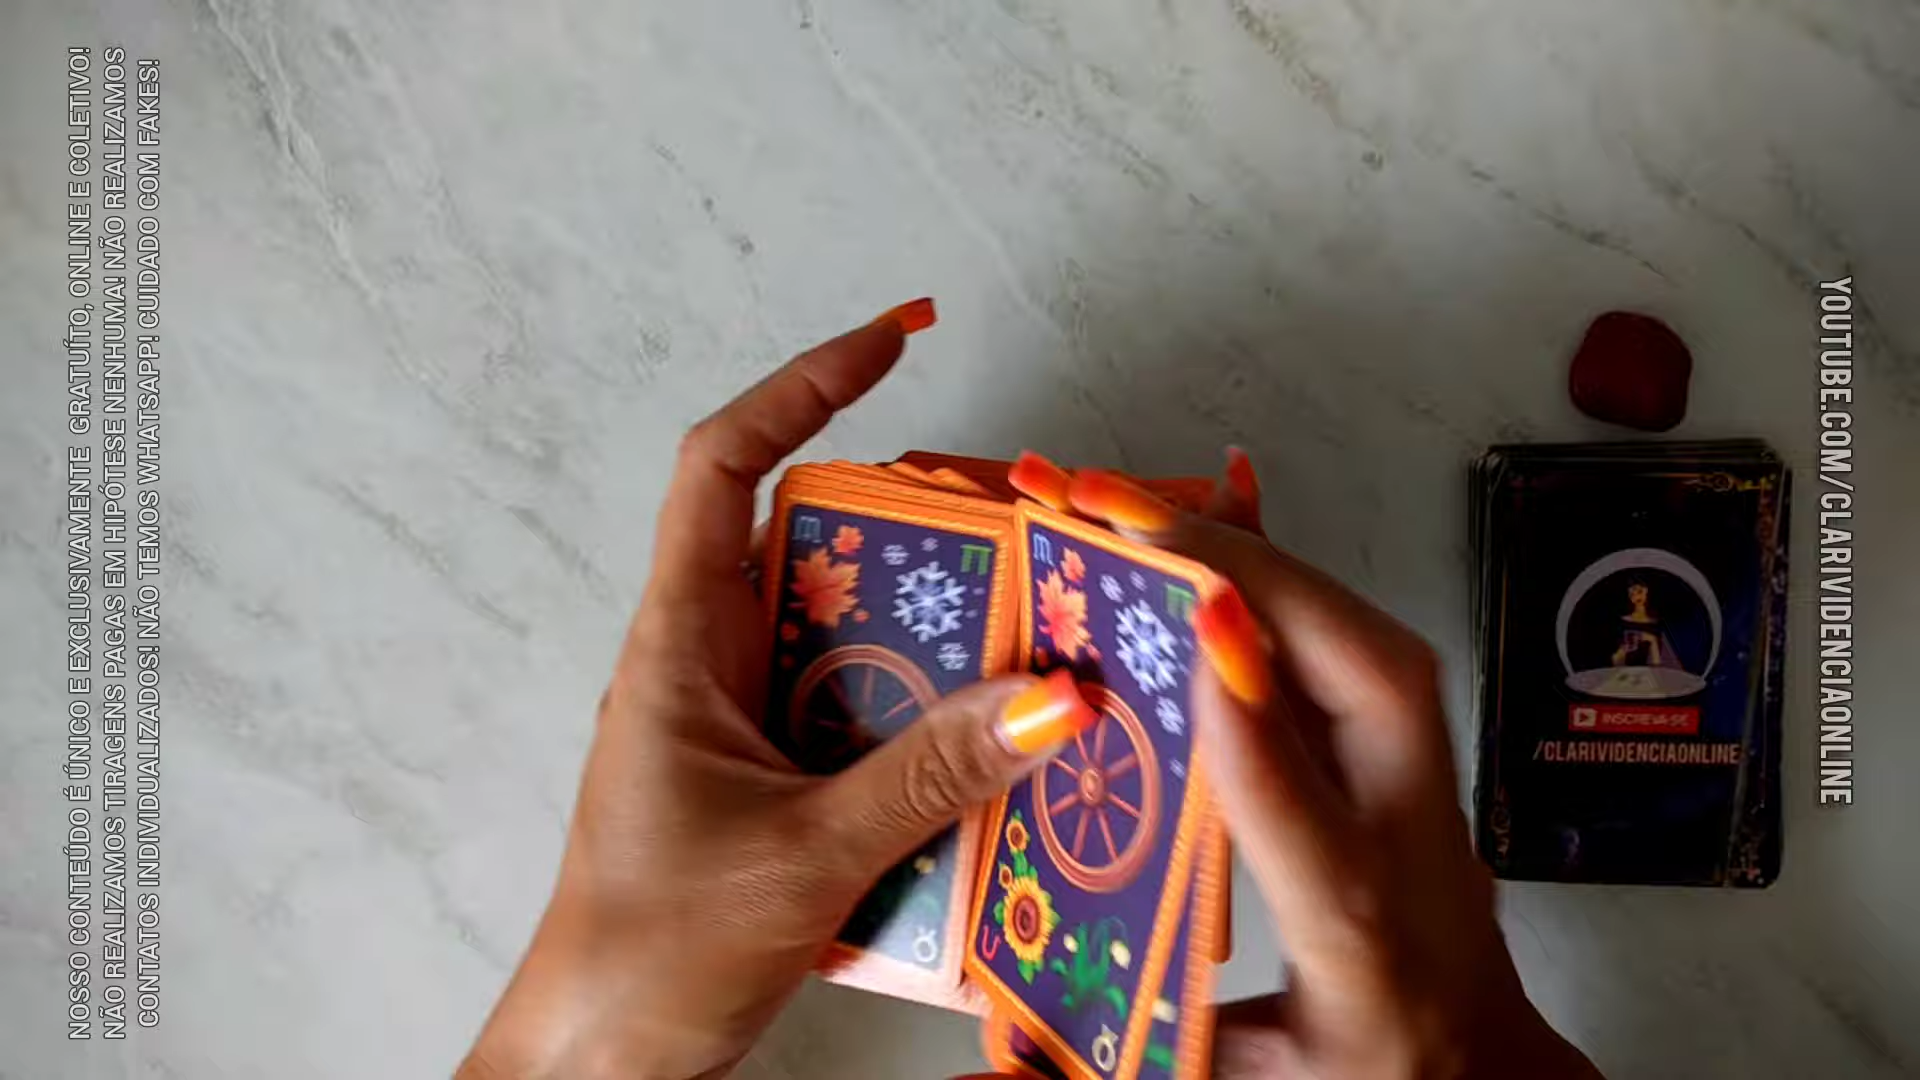 NOSSO CONTEÚDO É ÚNICO E EXCLUSIVAMENTE GRATUÍTO, ONLINE E COLETIVO!
NÃO REALIZAMOS TIRAGENS PAGAS EM HIPÓTESE NENHUMA! NÃO REALIZAMOS
CONTATOS INDIVIDUALIZADOS! NÃO TEMOS WHATSAPP! CUIDADO COM FAKES!
INSCREVA-SE
/CLARIVIDENCIAONLINE
YOUTUBE.COM/CLARIVIDENCIAONLINE